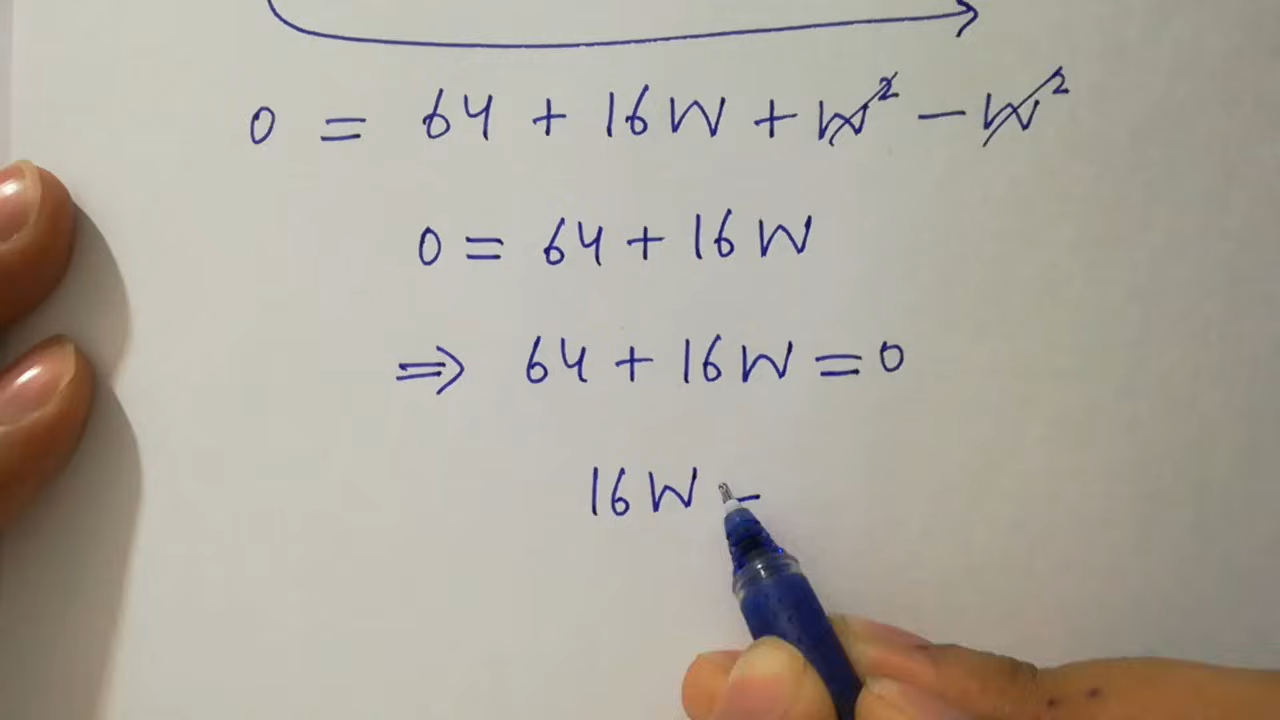 0 = 64 + 16W + W² - W²
0 = 64 + 16W
⇒ 64 + 16W = 0
16W -